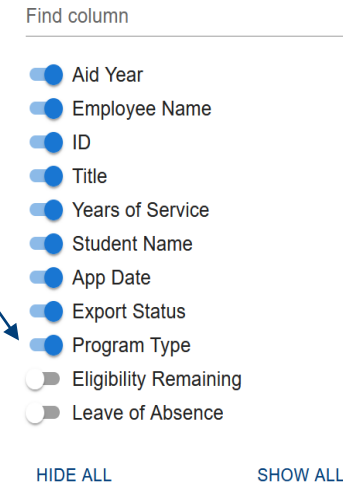 Find column
Aid Year
Employee Name
ID
Title
Years of Service
Student Name
App Date
Export Status
Program Type
Eligibility Remaining
Leave of Absence
HIDE ALL SHOW ALL